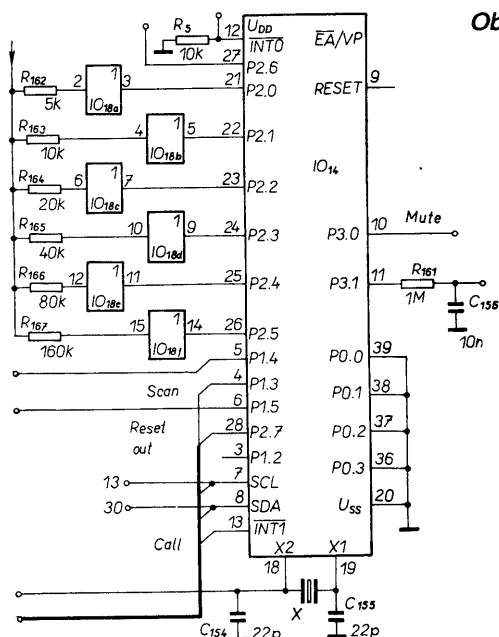 Ob
R5
10k
12 UDD
INT0
EA/VP
27 P2.6
RESET 9
R162 5k 2 1 3 21 P2.0
IO18a
R163 10k 4 1 5 22 P2.1
IO18b
IO14
R164 20k 6 1 7 23 P2.2
IO18c
R165 40k 10 1 9 24 P2.3
IO18d
P3.0 10 Mute
R166 80k 12 1 11 25 P2.4
IO18e
P3.1 11 R161 1M
C156 10n
R167 160k 15 1 14 26 P2.5
IO18f
5 P1.4
P0.0 39
4 P1.3
Scan
6 P1.5
P0.1 38
Reset out
28 P2.7
P0.2 37
3 P1.2
13 7 SCL
P0.3 36
30 8 SDA
USS 20
Call
13 INT1
X2 X1
18 19
X
C154 22p
C155 22p